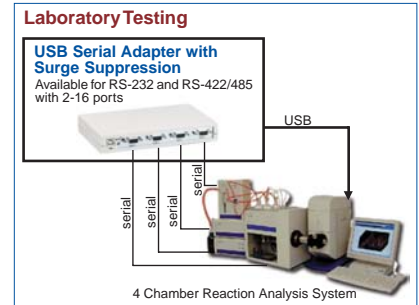 Laboratory Testing
USB Serial Adapter with
Surge Suppression
Available for RS-232 and RS-422/485
with 2-16 ports
USB
serial
serial
serial
serial
4 Chamber Reaction Analysis System